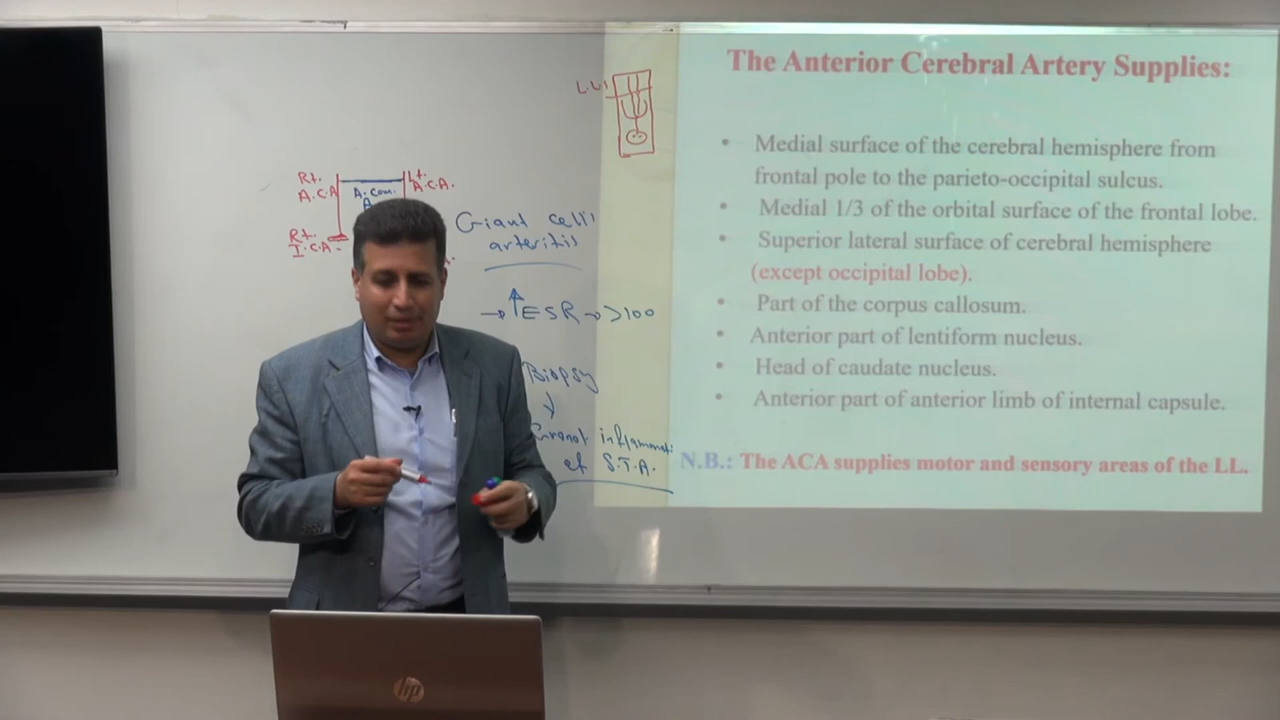 The Anterior Cerebral Artery Supplies:
• Medial surface of the cerebral hemisphere from
frontal pole to the parieto-occipital sulcus.
• Medial 1/3 of the orbital surface of the frontal lobe.
• Superior lateral surface of cerebral hemisphere
(except occipital lobe).
• Part of the corpus callosum.
• Anterior part of lentiform nucleus.
• Head of caudate nucleus.
• Anterior part of anterior limb of internal capsule.
N.B.: The ACA supplies motor and sensory areas of the LL.
Rt.
A.C.A
A.Com.
A
Lt.
A.C.A.
Rt.
I.C.A
Giant cell
arteritis
→ ↑ESR → >100
Biopsy
↓
of S.T.A.
hp